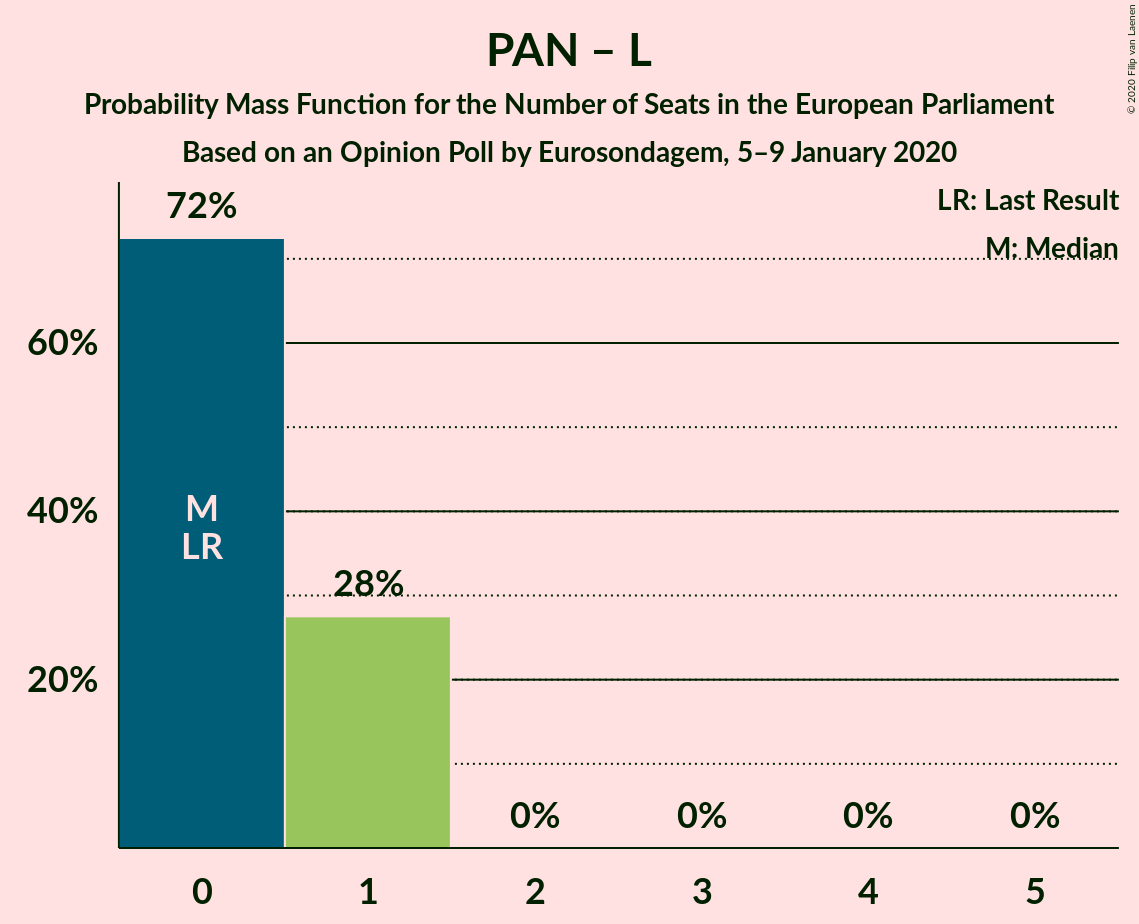 PAN – L
Probability Mass Function for the Number of Seats in the European Parliament
Based on an Opinion Poll by Eurosondagem, 5–9 January 2020
© 2020 Filip van Laenen
LR: Last Result
M: Median
72%
60%
M
40%
LR
28%
20%
0% 0% 0% 0%
0 1 2 3 4 5